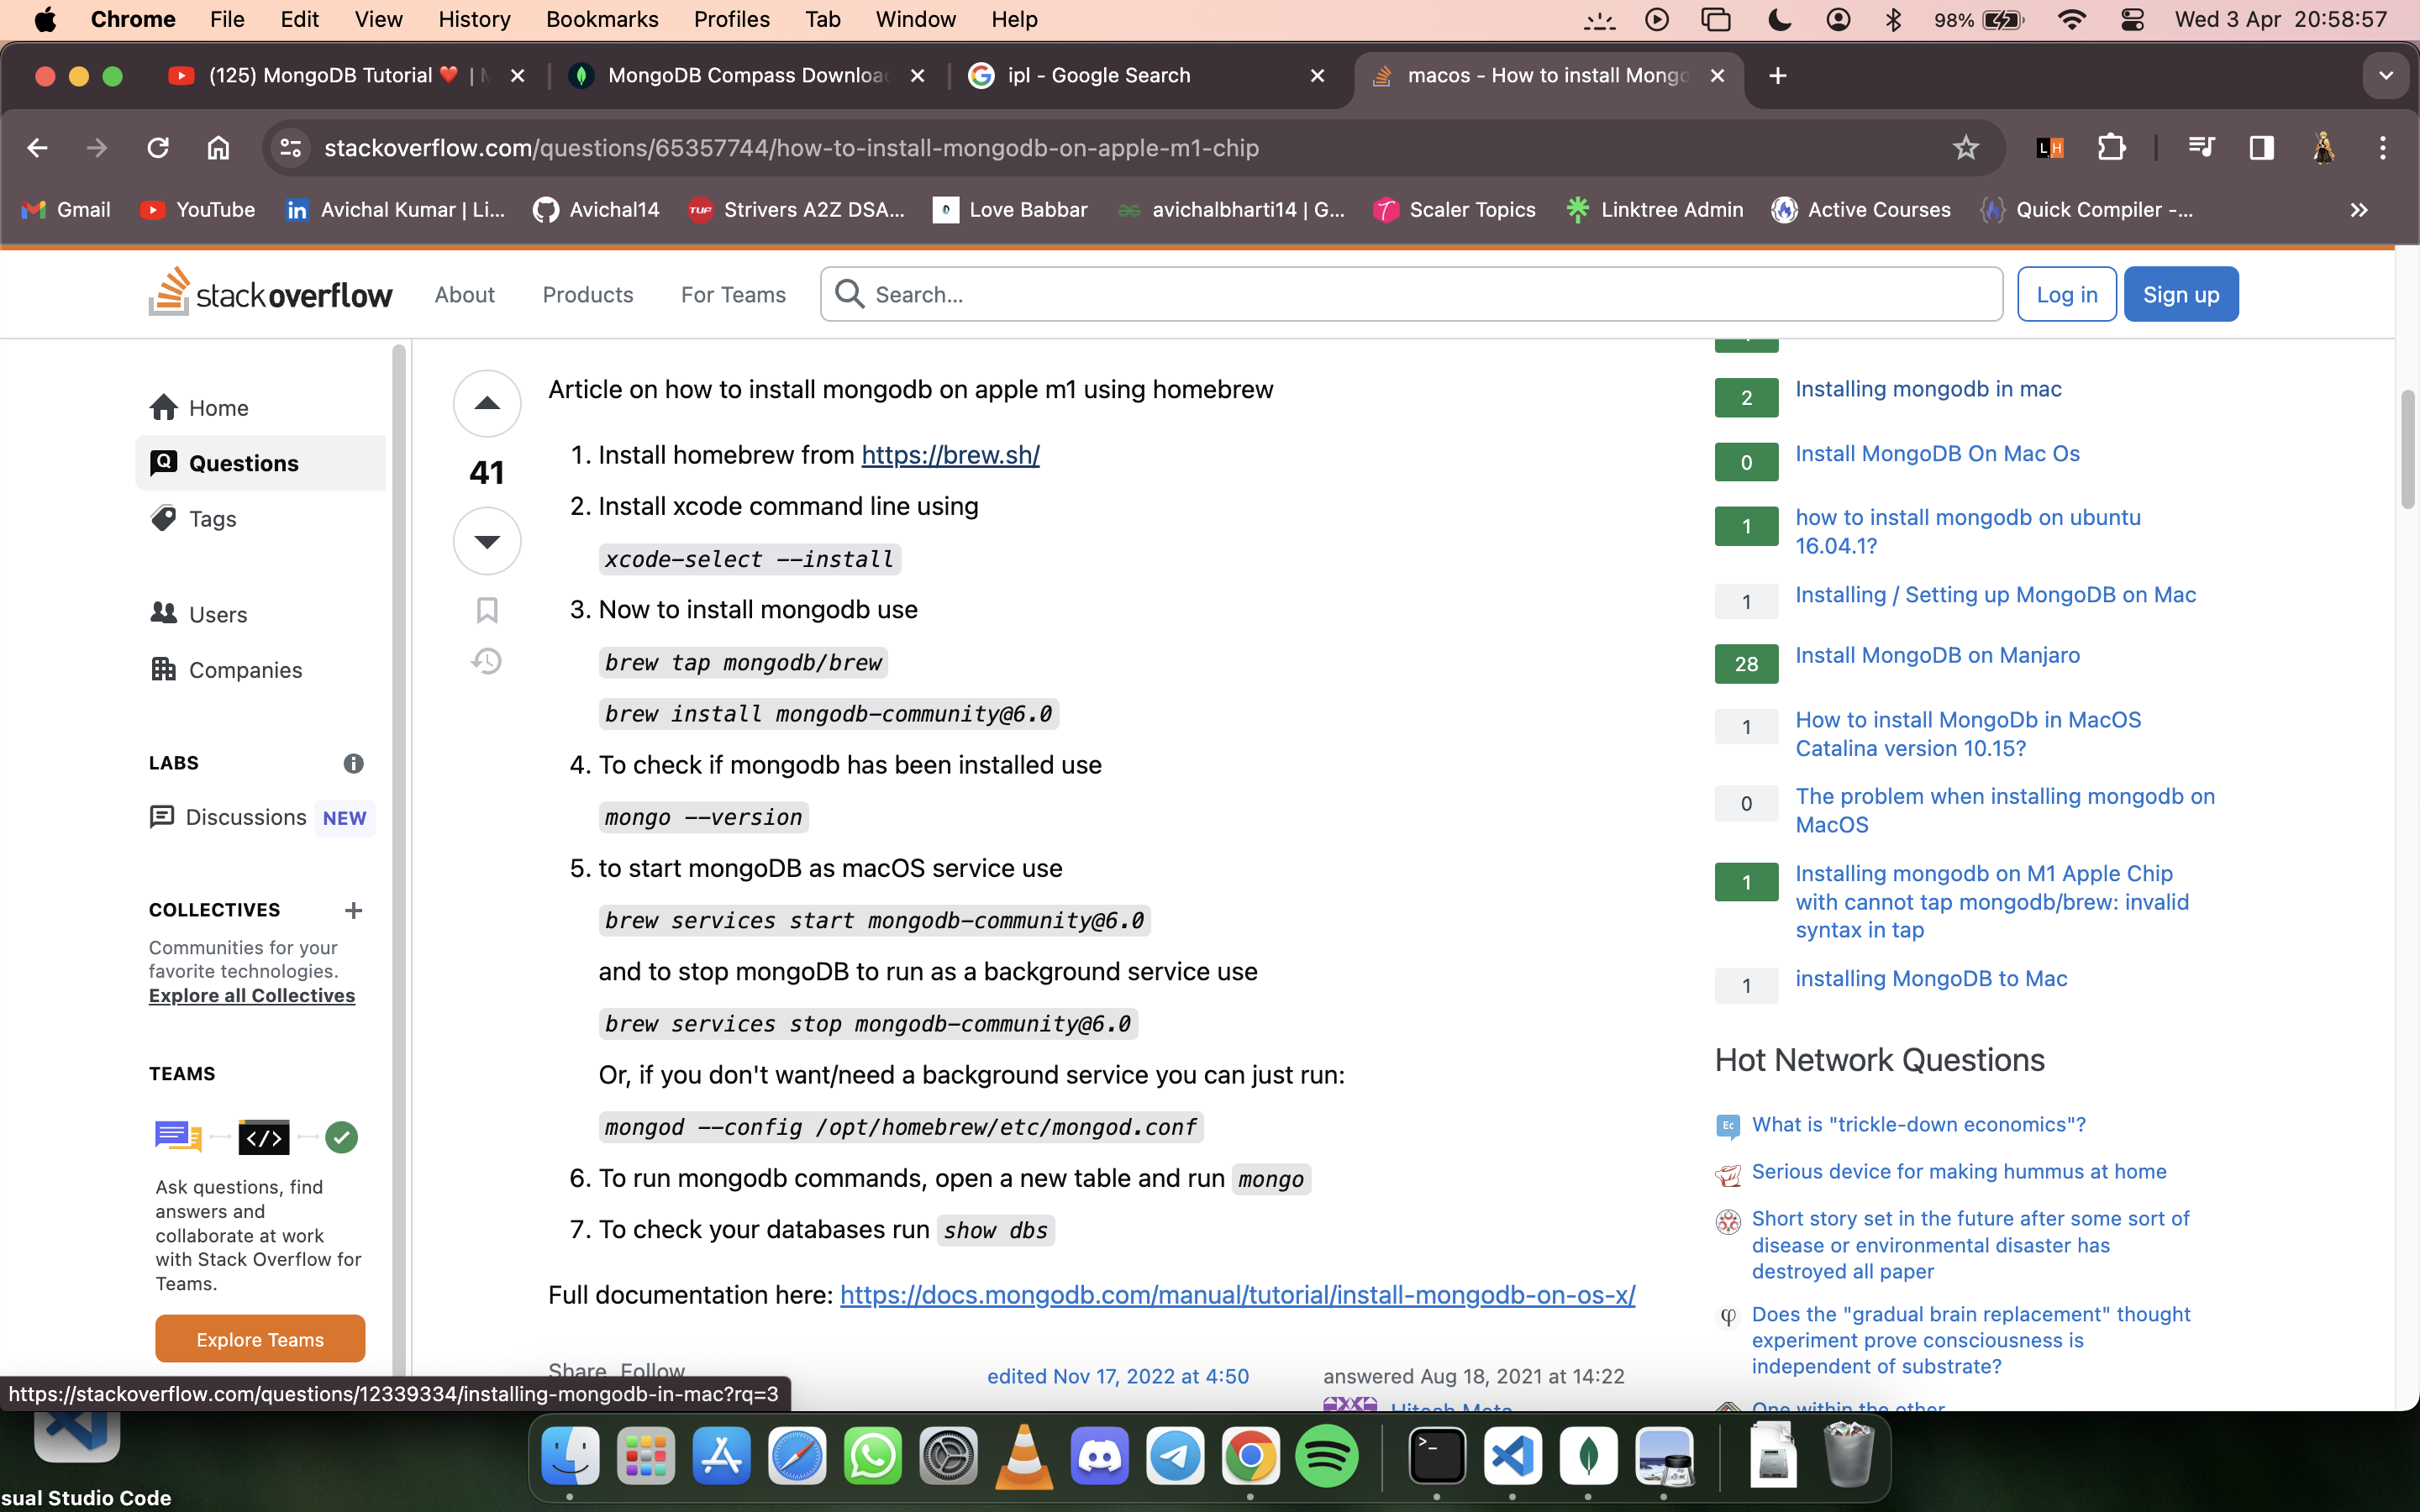 Chrome File Edit View History Bookmarks Profiles Tab Window Help 98% Wed 3 Apr 20:58:57
(125) MongoDB Tutorial ❤️ | MongoDB Compass Downloa ipl - Google Search macos - How to install Mongo
stackoverflow.com/questions/65357744/how-to-install-mongodb-on-apple-m1-chip LH
Gmail YouTube Avichal Kumar | Li... Avichal14 TUF Strivers A2Z DSA... Love Babbar avichalbharti14 | G... Scaler Topics Linktree Admin Active Courses Quick Compiler -... »
stackoverflow About Products For Teams Search... Log in Sign up
Home
Questions
Tags
Users
Companies
LABS
Discussions NEW
COLLECTIVES
Communities for your
favorite technologies.
Explore all Collectives
TEAMS
</>
Ask questions, find
answers and
collaborate at work
with Stack Overflow for
Teams.
Explore Teams
41
Article on how to install mongodb on apple m1 using homebrew
1. Install homebrew from https://brew.sh/
2. Install xcode command line using
xcode-select --install
3. Now to install mongodb use
brew tap mongodb/brew
brew install mongodb-community@6.0
4. To check if mongodb has been installed use
mongo --version
5. to start mongoDB as macOS service use
brew services start mongodb-community@6.0
and to stop mongoDB to run as a background service use
brew services stop mongodb-community@6.0
Or, if you don't want/need a background service you can just run:
mongod --config /opt/homebrew/etc/mongod.conf
6. To run mongodb commands, open a new table and run mongo
7. To check your databases run show dbs
Full documentation here: https://docs.mongodb.com/manual/tutorial/install-mongodb-on-os-x/
Share Follow edited Nov 17, 2022 at 4:50 answered Aug 18, 2021 at 14:22
Hitesh Meta
2 Installing mongodb in mac
0 Install MongoDB On Mac Os
1 how to install mongodb on ubuntu
16.04.1?
1 Installing / Setting up MongoDB on Mac
28 Install MongoDB on Manjaro
1 How to install MongoDb in MacOS
Catalina version 10.15?
0 The problem when installing mongodb on
MacOS
1 Installing mongodb on M1 Apple Chip
with cannot tap mongodb/brew: invalid
syntax in tap
1 installing MongoDB to Mac
Hot Network Questions
Ec What is "trickle-down economics"?
Serious device for making hummus at home
Short story set in the future after some sort of
disease or environmental disaster has
destroyed all paper
φ Does the "gradual brain replacement" thought
experiment prove consciousness is
independent of substrate?
One within the other
https://stackoverflow.com/questions/12339334/installing-mongodb-in-mac?rq=3
sual Studio Code